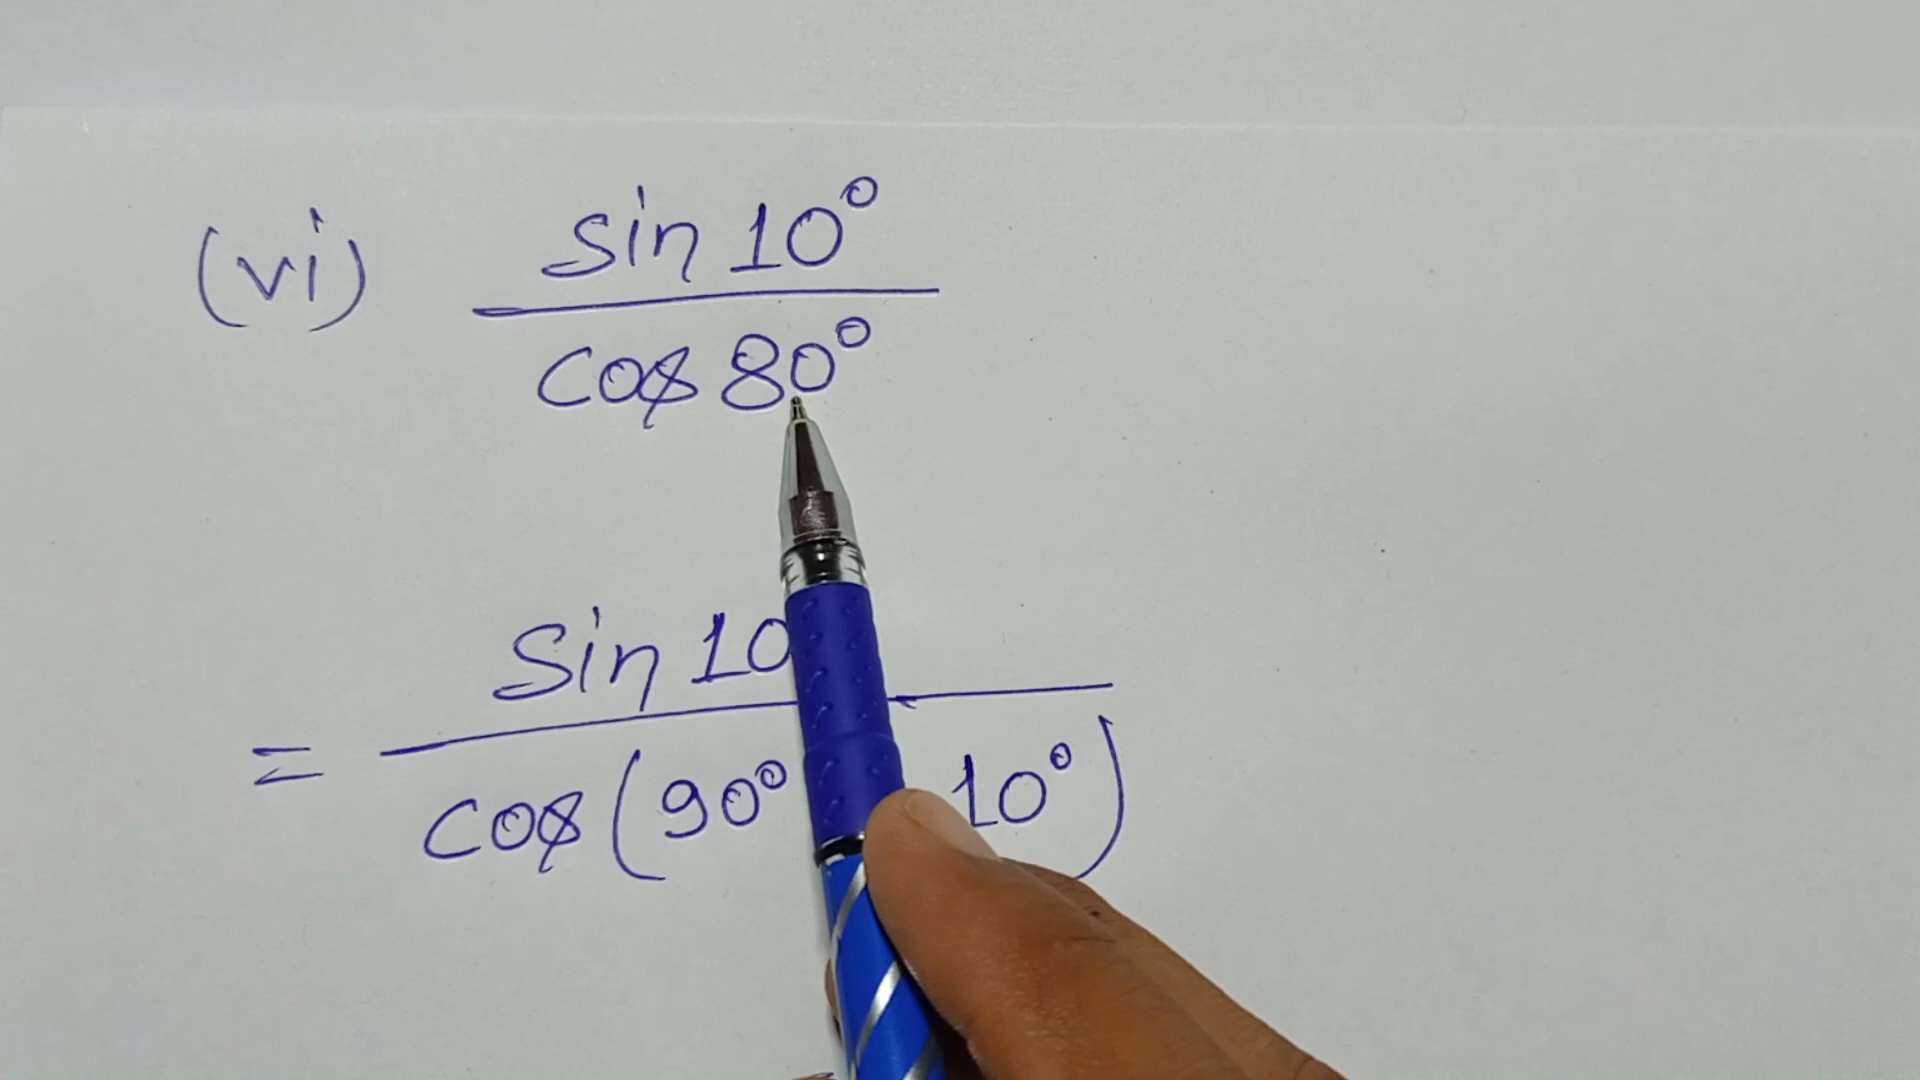 (vi) sin 10°
cos 80°
= Sin 10
cos (90° 10°)